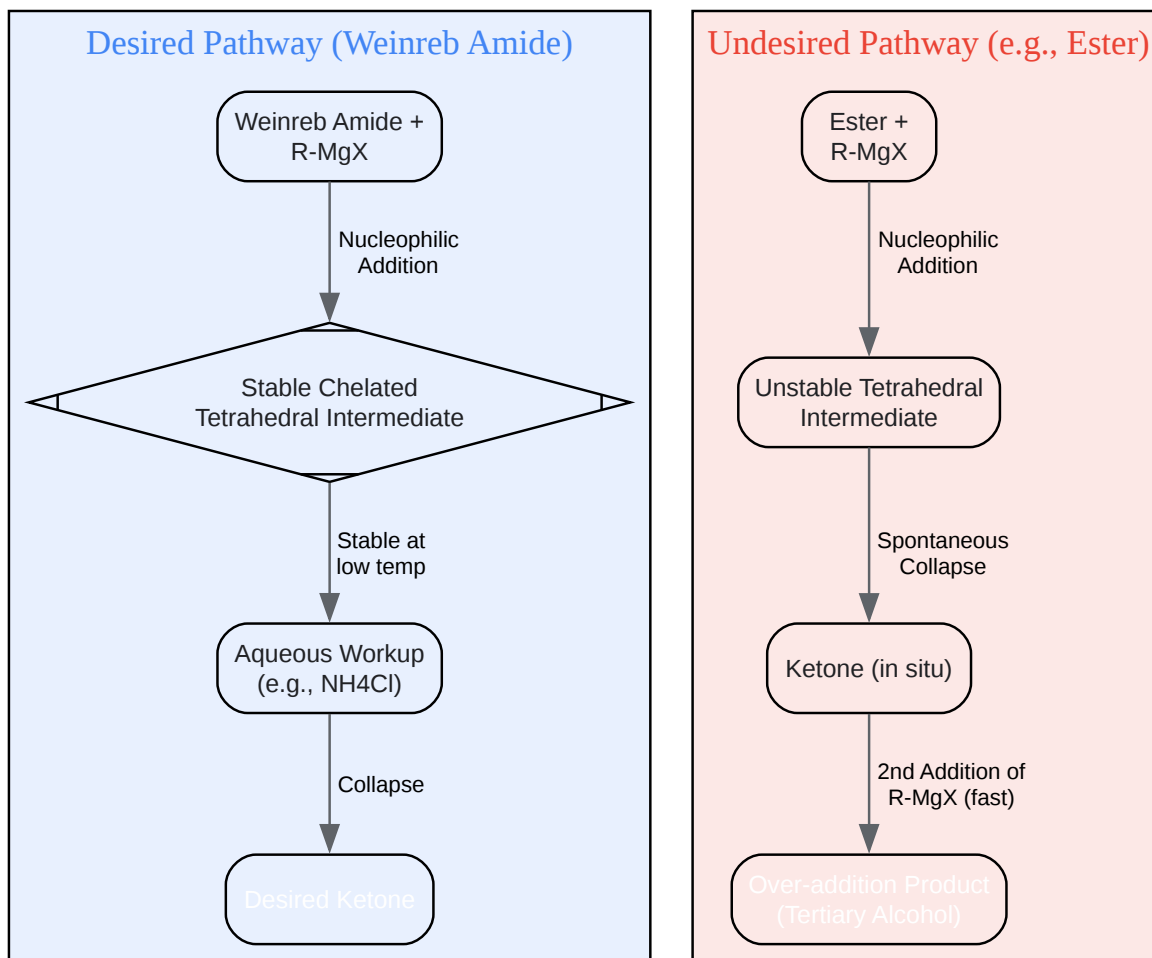 Desired Pathway (Weinreb Amide)
Weinreb Amide +
R-MgX
Nucleophilic
Addition
Stable Chelated
Tetrahedral Intermediate
Stable at
low temp
Aqueous Workup
(e.g., NH4Cl)
Collapse
Desired Ketone
Undesired Pathway (e.g., Ester)
Ester +
R-MgX
Nucleophilic
Addition
Unstable Tetrahedral
Intermediate
Spontaneous
Collapse
Ketone (in situ)
2nd Addition of
R-MgX (fast)
Over-addition Product
(Tertiary Alcohol)